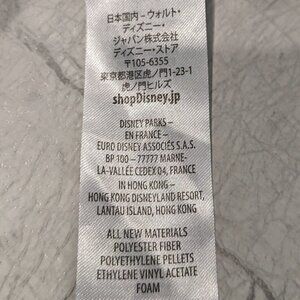 日本国内－ウォルト・
ディズニー・
ジャパン株式会社
ディズニー・ストア
〒105-6355
東京都港区虎ノ門1-23-1
虎ノ門ヒルズ
shopDisney.jp
DISNEY PARKS –
EN FRANCE –
EURO DISNEY ASSOCIÉS S.A.S.
BP 100 – 77777 MARNE-
LA-VALLÉE CEDEX 04, FRANCE
IN HONG KONG –
HONG KONG DISNEYLAND RESORT,
LANTAU ISLAND, HONG KONG
ALL NEW MATERIALS
POLYESTER FIBER
POLYETHYLENE PELLETS
ETHYLENE VINYL ACETATE
FOAM